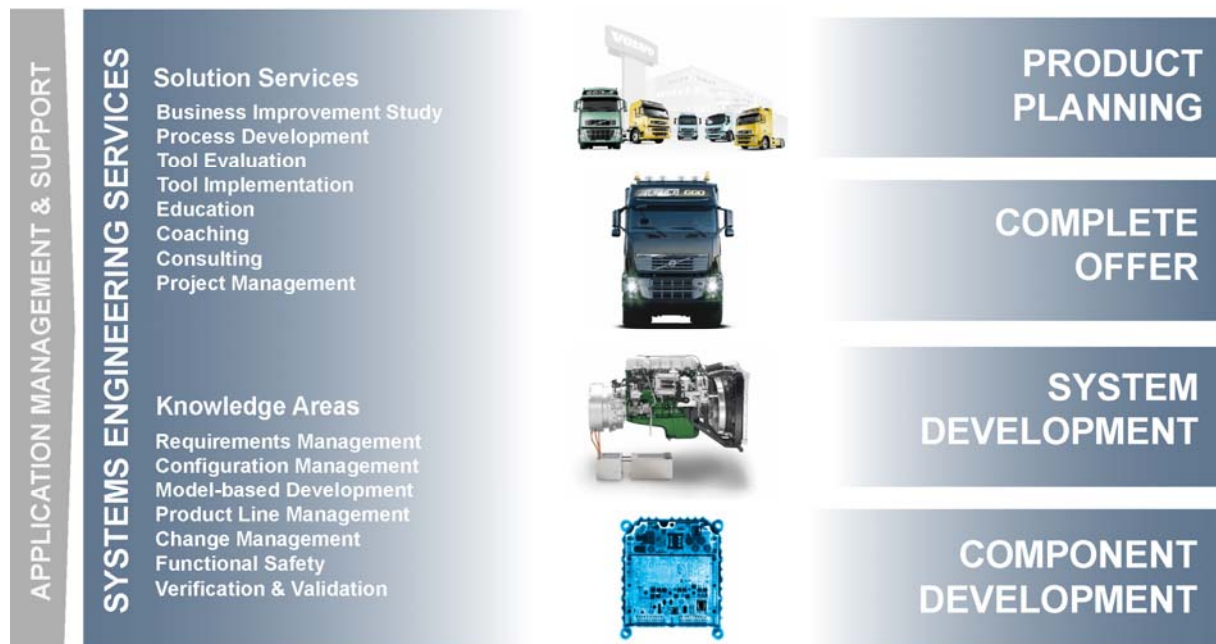 APPLICATION MANAGEMENT & SUPPORT
SYSTEMS ENGINEERING SERVICES
Solution Services
Business Improvement Study
Process Development
Tool Evaluation
Tool Implementation
Education
Coaching
Consulting
Project Management
Knowledge Areas
Requirements Management
Configuration Management
Model-based Development
Product Line Management
Change Management
Functional Safety
Verification & Validation
VOLVO
PRODUCT
PLANNING
COMPLETE
OFFER
SYSTEM
DEVELOPMENT
COMPONENT
DEVELOPMENT